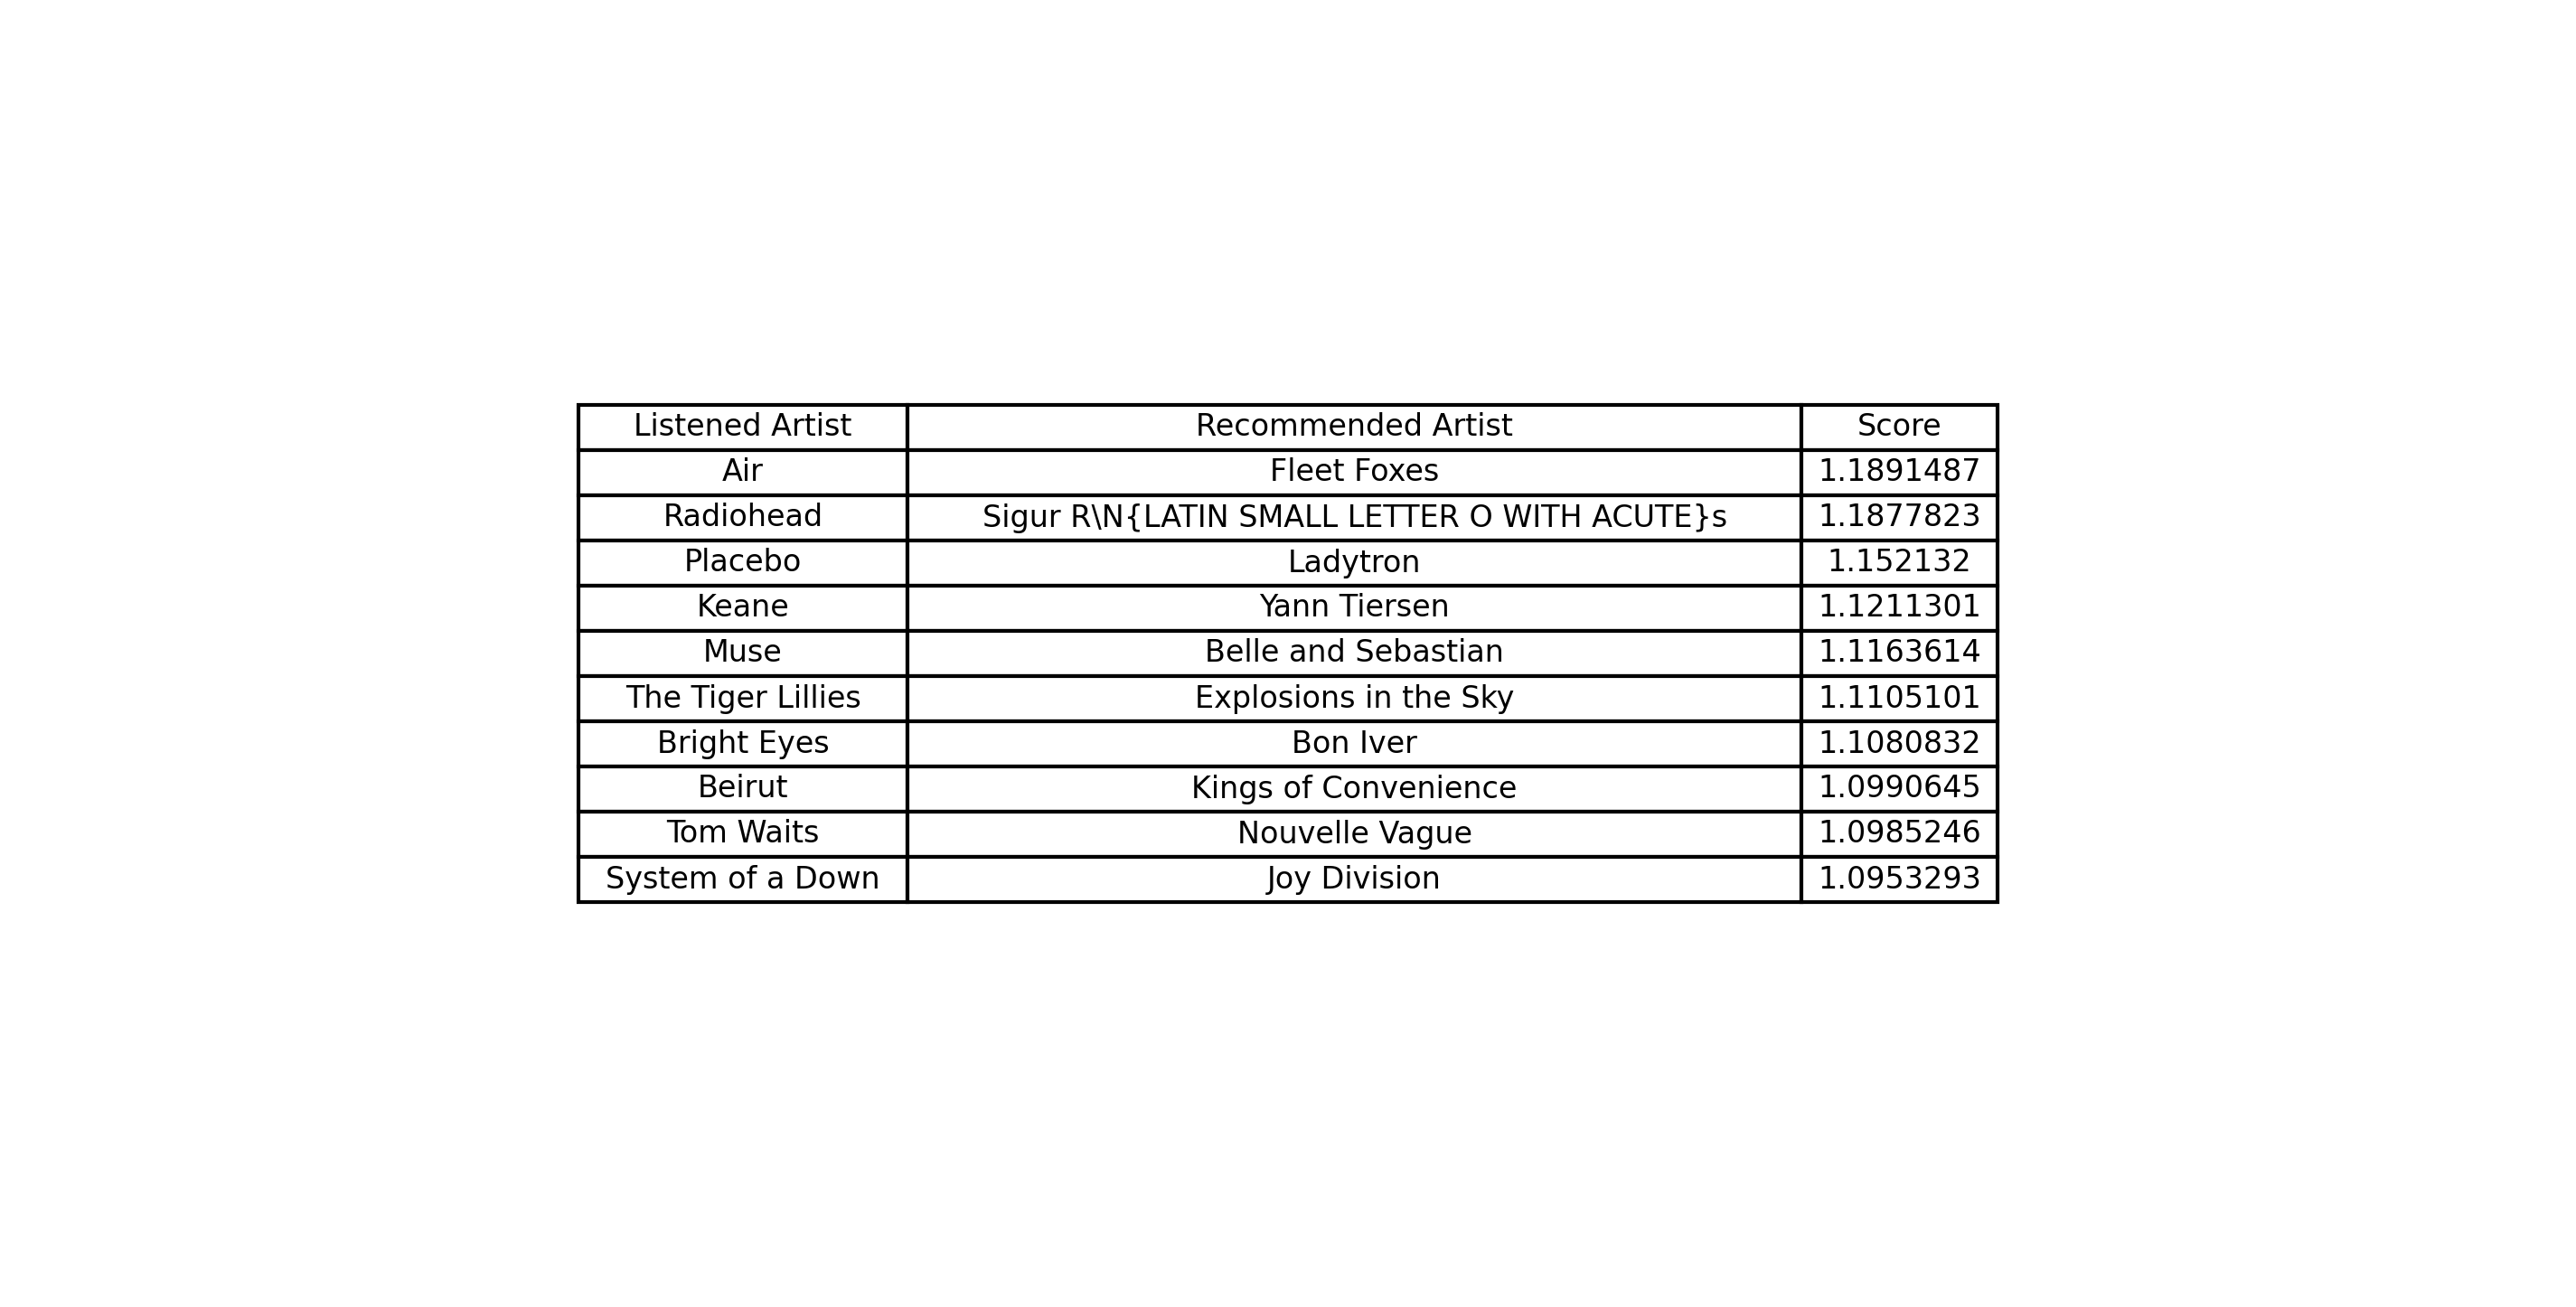 Listened Artist Recommended Artist Score
Air Fleet Foxes 1.1891487
Radiohead Sigur R\N{LATIN SMALL LETTER O WITH ACUTE}s 1.1877823
Placebo Ladytron 1.152132
Keane Yann Tiersen 1.1211301
Muse Belle and Sebastian 1.1163614
The Tiger Lillies Explosions in the Sky 1.1105101
Bright Eyes Bon Iver 1.1080832
Beirut Kings of Convenience 1.0990645
Tom Waits Nouvelle Vague 1.0985246
System of a Down Joy Division 1.0953293